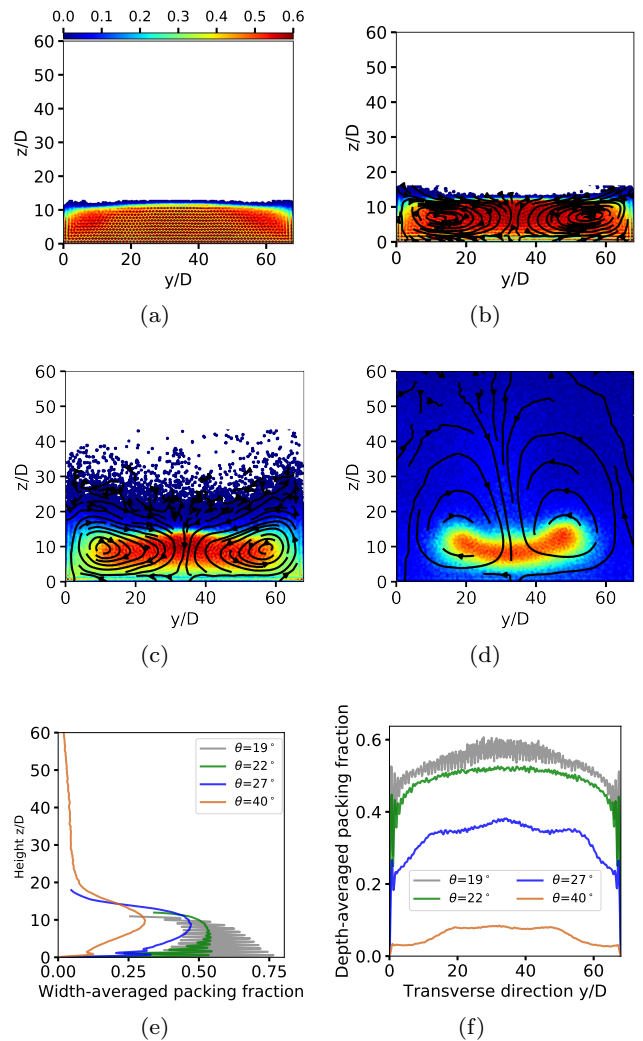 0.0 0.1 0.2 0.3 0.4 0.5 0.6
60
50
40
30
20
10
0
z/D
0 20 40 60
y/D
(a)
60
50
40
30
20
10
0
z/D
0 20 40 60
y/D
(b)
60
50
40
30
20
10
0
z/D
0 20 40 60
y/D
(c)
60
50
40
30
20
10
0
z/D
0 20 40 60
y/D
(d)
60
50
40
30
20
10
0
Height z/D
θ=19°
θ=22°
θ=27°
θ=40°
0.00 0.25 0.50 0.75
Width-averaged packing fraction
(e)
Depth-averaged packing fraction
0.6
0.4
0.2
0.0
θ=19° θ=27°
θ=22° θ=40°
0 20 40 60
Transverse direction y/D
(f)